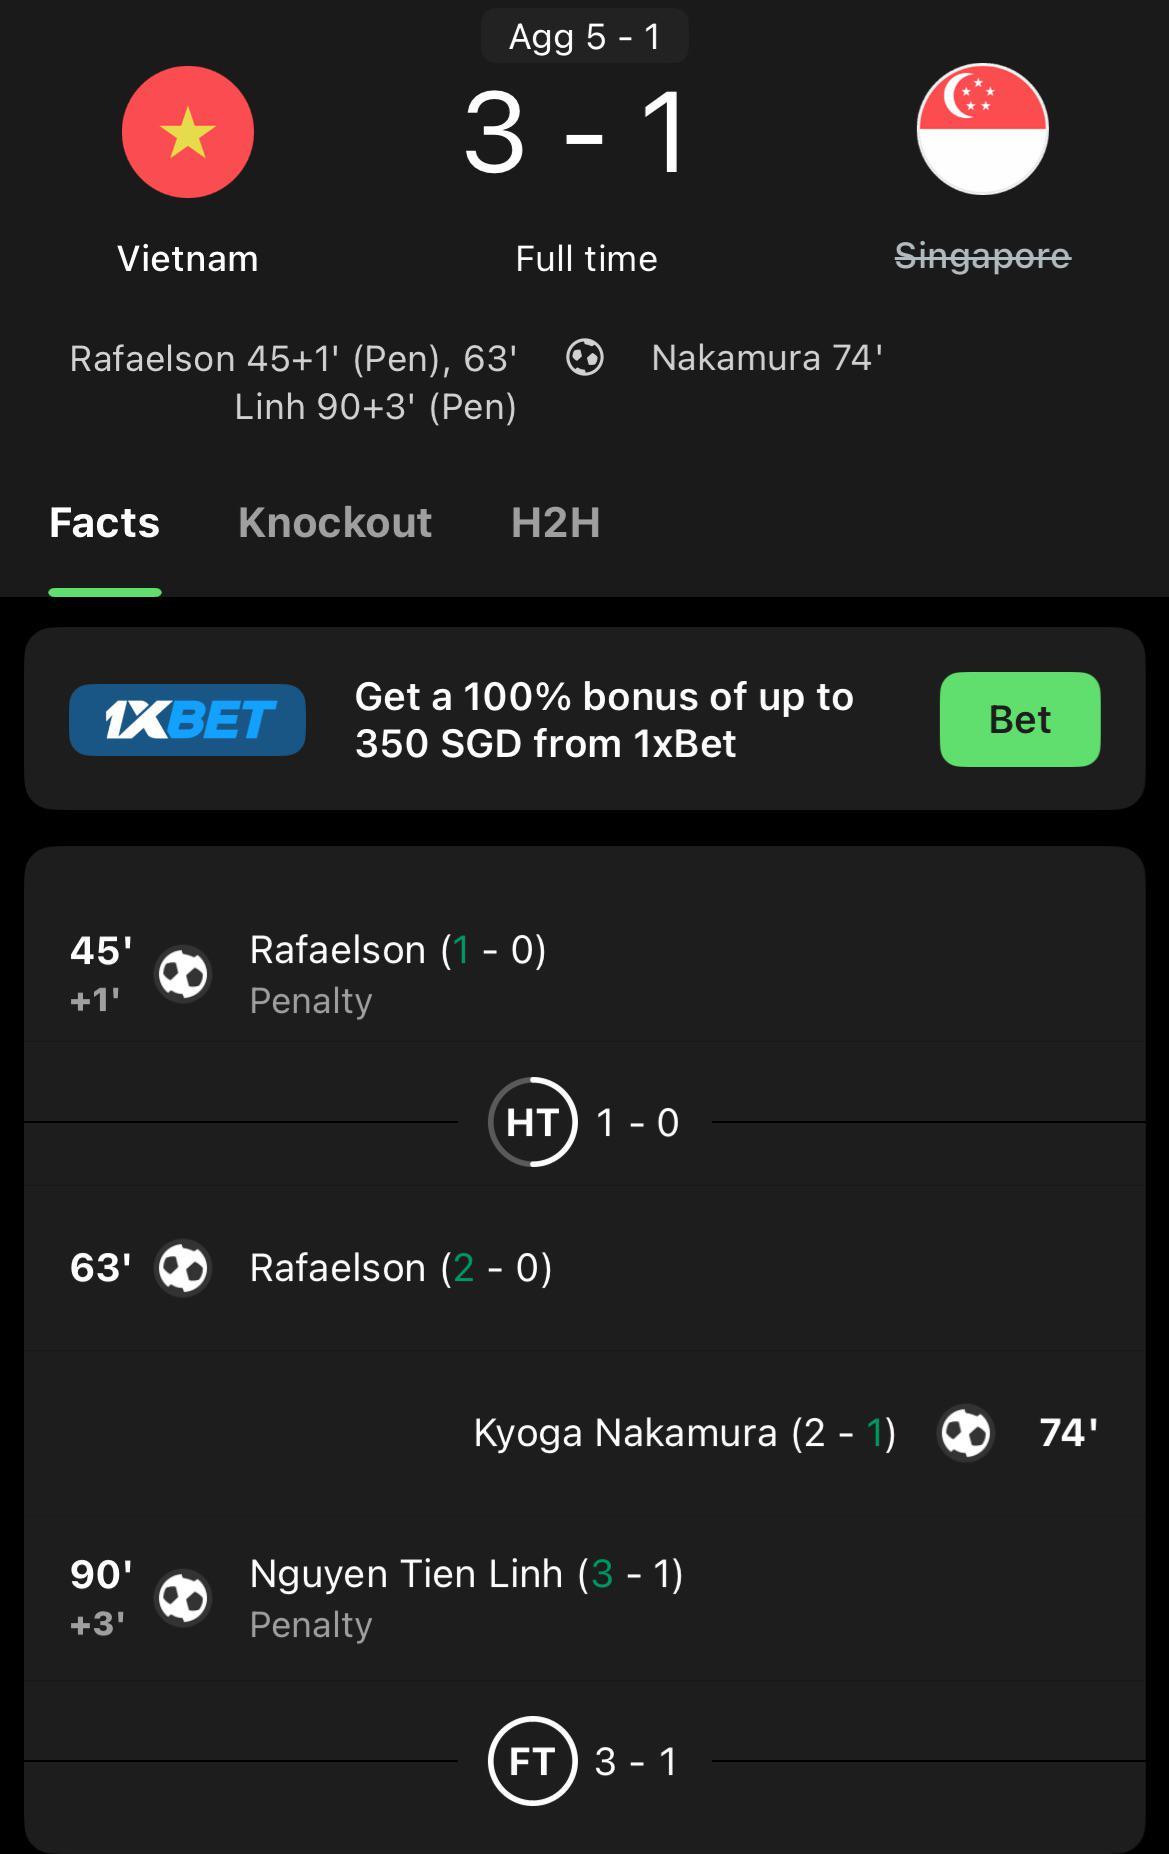 Agg 5 - 1
3 - 1
Vietnam
Full time
Singapore
Rafaelson 45+1' (Pen), 63'
Linh 90+3' (Pen)
Nakamura 74'
Facts
Knockout
H2H
1XBET
Get a 100% bonus of up to
350 SGD from 1xBet
Bet
45'
+1'
Rafaelson (1 - 0)
Penalty
HT 1 - 0
63'
Rafaelson (2 - 0)
Kyoga Nakamura (2 - 1)
74'
90'
+3'
Nguyen Tien Linh (3 - 1)
Penalty
FT 3 - 1